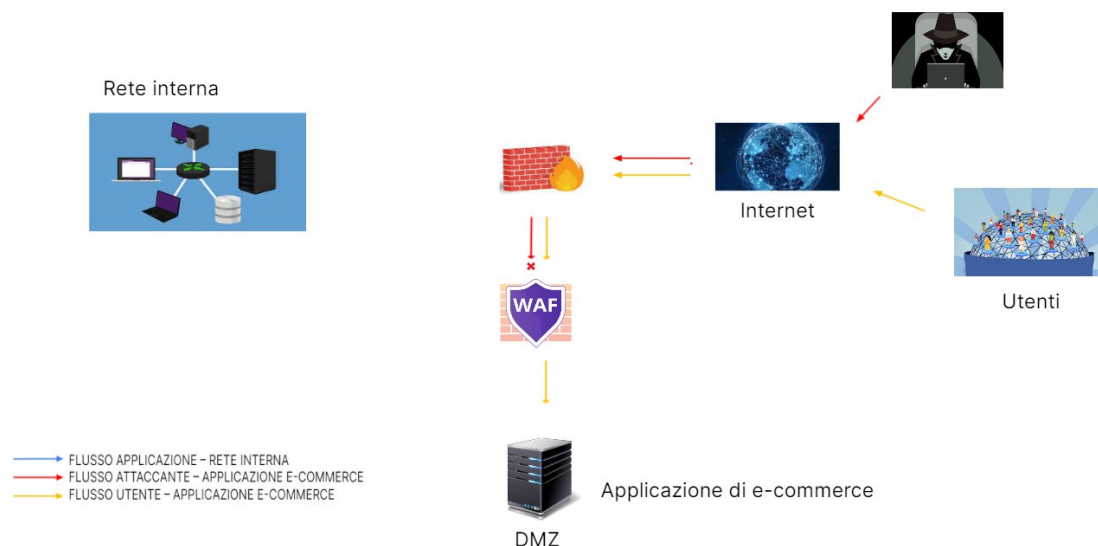 Rete interna
Internet
Utenti
WAF
FLUSSO APPLICAZIONE – RETE INTERNA
FLUSSO ATTACCANTE – APPLICAZIONE E-COMMERCE
FLUSSO UTENTE – APPLICAZIONE E-COMMERCE
Applicazione di e-commerce
DMZ